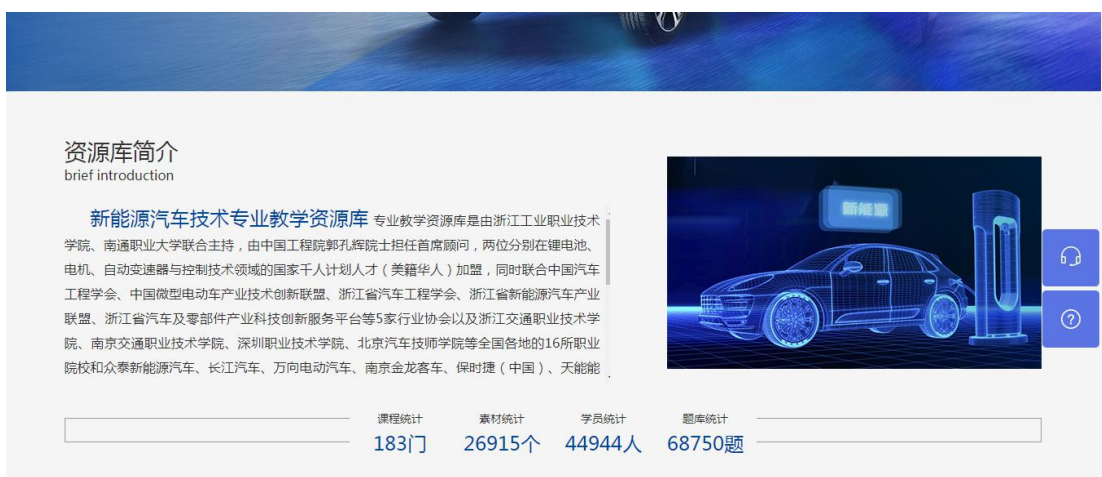 资源库简介
brief introduction
新能源汽车技术专业教学资源库 专业教学资源库是由浙江工业职业技术
学院、南通职业大学联合主持，由中国工程院郭孔辉院士担任首席顾问，两位分别在锂电池、
电机、自动变速器与控制技术领域的国家千人计划人才（美籍华人）加盟，同时联合中国汽车
工程学会、中国微型电动车产业技术创新联盟、浙江省汽车工程学会、浙江省新能源汽车产业
联盟、浙江省汽车及零部件产业科技创新服务平台等5家行业协会以及浙江交通职业技术学
院、南京交通职业技术学院、深圳职业技术学院、北京汽车技师学院等全国各地的16所职业
院校和众泰新能源汽车、长江汽车、万向电动汽车、南京金龙客车、保时捷（中国）、天能能
新能源
课程统计 素材统计 学员统计 题库统计
183门 26915个 44944人 68750题